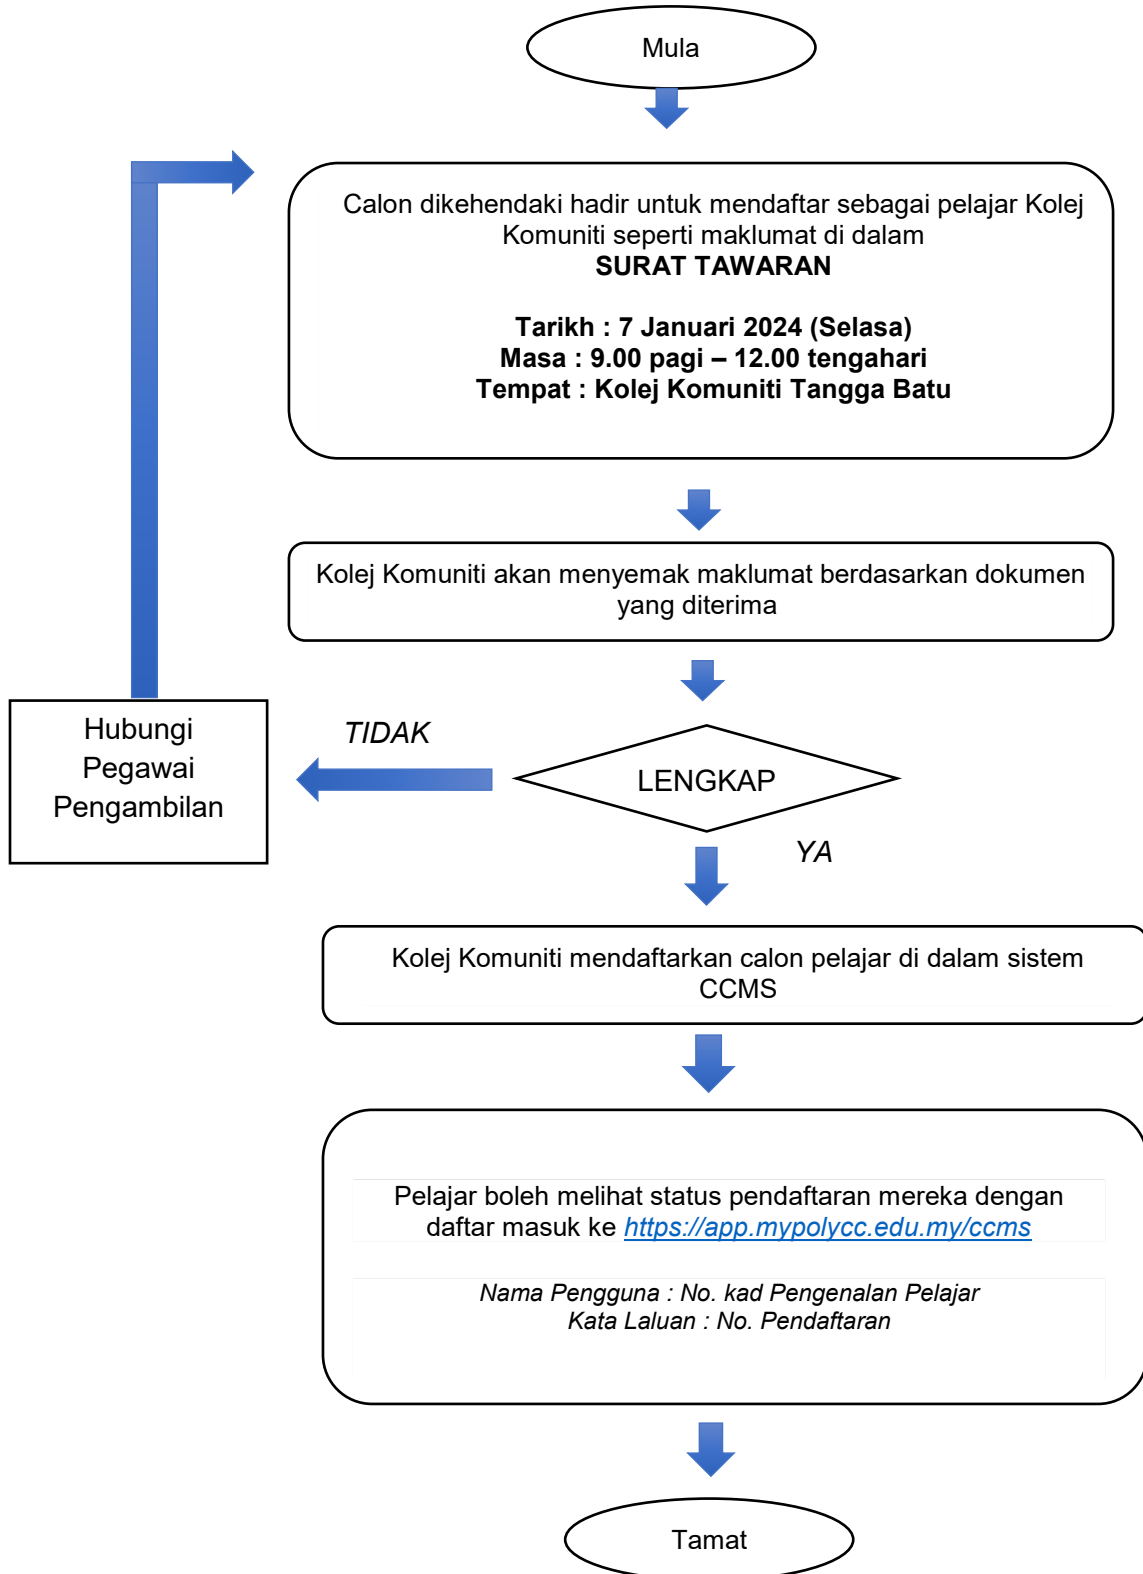 Mula
Calon dikehendaki hadir untuk mendaftar sebagai pelajar Kolej
Komuniti seperti maklumat di dalam
SURAT TAWARAN
Tarikh : 7 Januari 2024 (Selasa)
Masa : 9.00 pagi – 12.00 tengahari
Tempat : Kolej Komuniti Tangga Batu
Kolej Komuniti akan menyemak maklumat berdasarkan dokumen
yang diterima
Hubungi
Pegawai
Pengambilan
TIDAK
LENGKAP
YA
Kolej Komuniti mendaftarkan calon pelajar di dalam sistem
CCMS
Pelajar boleh melihat status pendaftaran mereka dengan
daftar masuk ke https://app.mypolycc.edu.my/ccms
Nama Pengguna : No. kad Pengenalan Pelajar
Kata Laluan : No. Pendaftaran
Tamat